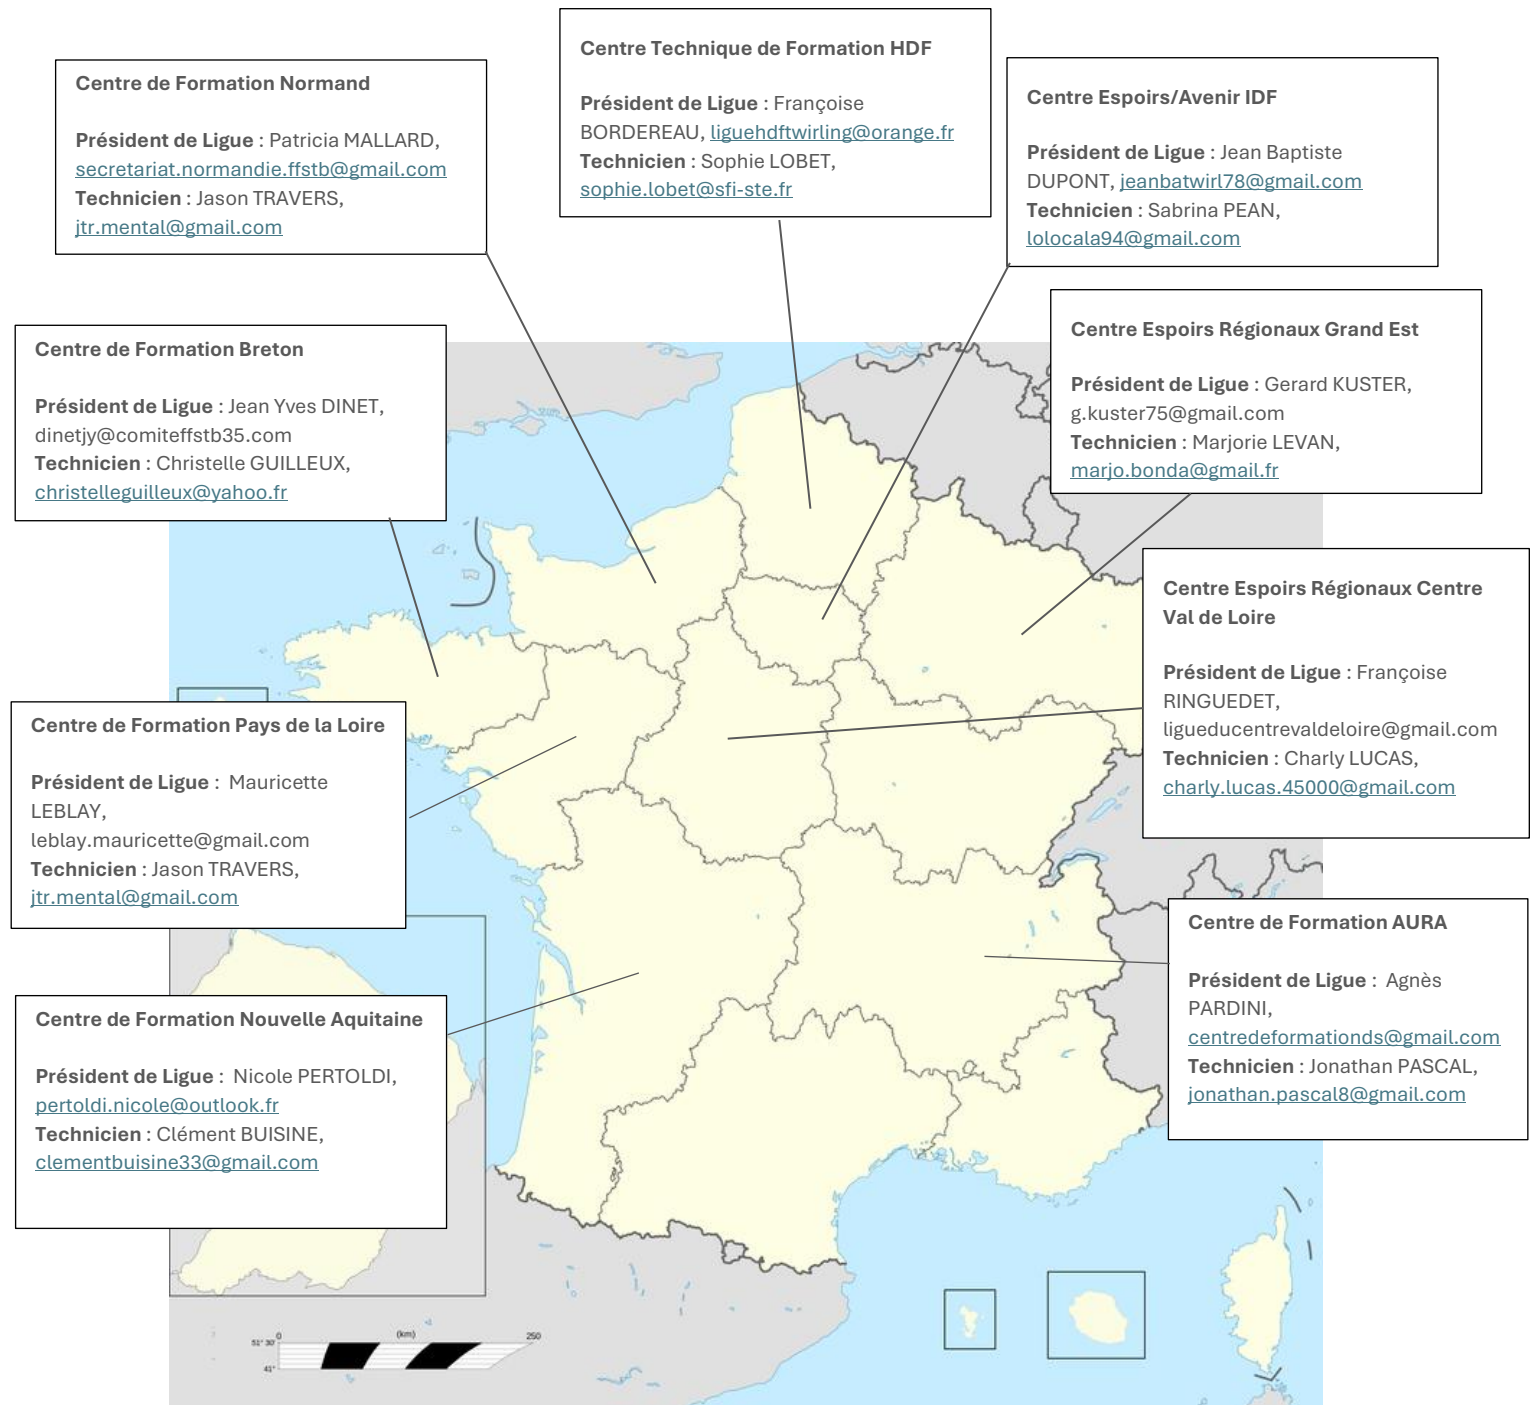 Centre Technique de Formation HDF
Président de Ligue : Françoise
BORDEREAU, liguehdftwirling@orange.fr
Technicien : Sophie LOBET,
sophie.lobet@sfi-ste.fr
Centre de Formation Normand
Président de Ligue : Patricia MALLARD,
secretariat.normandie.ffstb@gmail.com
Technicien : Jason TRAVERS,
jtr.mental@gmail.com
Centre Espoirs/Avenir IDF
Président de Ligue : Jean Baptiste
DUPONT, jeanbatwirl78@gmail.com
Technicien : Sabrina PEAN,
lolocala94@gmail.com
Centre Espoirs Régionaux Grand Est
Président de Ligue : Gerard KUSTER,
g.kuster75@gmail.com
Technicien : Marjorie LEVAN,
marjo.bonda@gmail.fr
Centre de Formation Breton
Président de Ligue : Jean Yves DINET,
dinetjy@comiteffstb35.com
Technicien : Christelle GUILLEUX,
christelleguilleux@yahoo.fr
Centre Espoirs Régionaux Centre
Val de Loire
Président de Ligue : Françoise
RINGUEDET,
ligueducentrevaldeloire@gmail.com
Technicien : Charly LUCAS,
charly.lucas.45000@gmail.com
Centre de Formation Pays de la Loire
Président de Ligue : Mauricette
LEBLAY,
leblay.mauricette@gmail.com
Technicien : Jason TRAVERS,
jtr.mental@gmail.com
Centre de Formation AURA
Président de Ligue : Agnès
PARDINI,
centredeformationds@gmail.com
Technicien : Jonathan PASCAL,
jonathan.pascal8@gmail.com
Centre de Formation Nouvelle Aquitaine
Président de Ligue : Nicole PERTOLDI,
pertoldi.nicole@outlook.fr
Technicien : Clément BUISINE,
clementbuisine33@gmail.com
0 (km) 250
51° 30'
41°